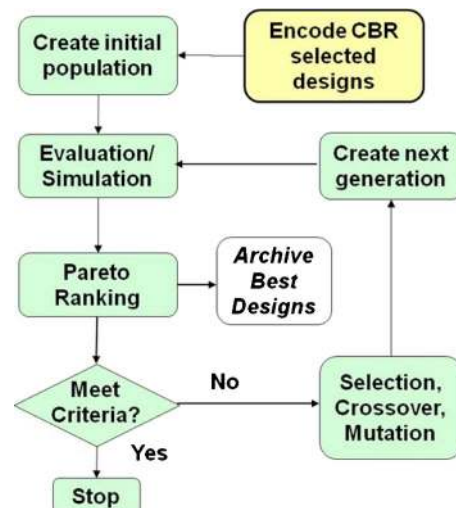 Create initial
population
Encode CBR
selected
designs
Evaluation/
Simulation
Create next
generation
Pareto
Ranking
Archive
Best
Designs
Meet
Criteria?
No
Selection,
Crossover,
Mutation
Yes
Stop